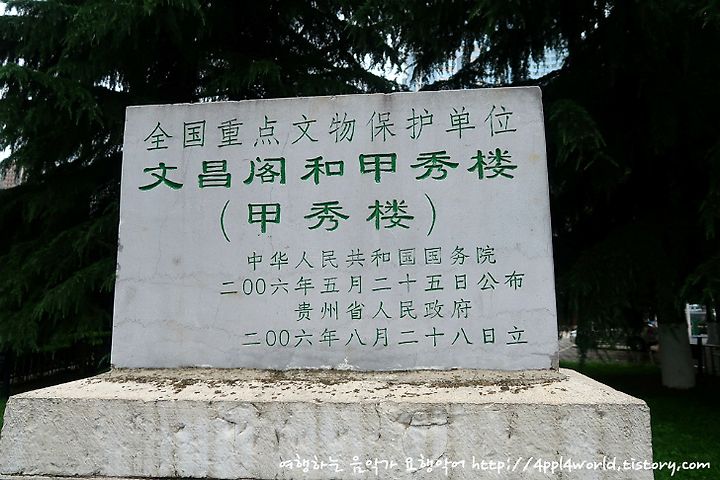 全国重点文物保护单位
文昌阁和甲秀楼
（甲秀楼）
中华人民共和国国务院
二00六年五月二十五日公布
贵州省人民政府
二00六年八月二十八日立
여행하는 음악가 묘행악어 http://4ppl4world.tistory.com